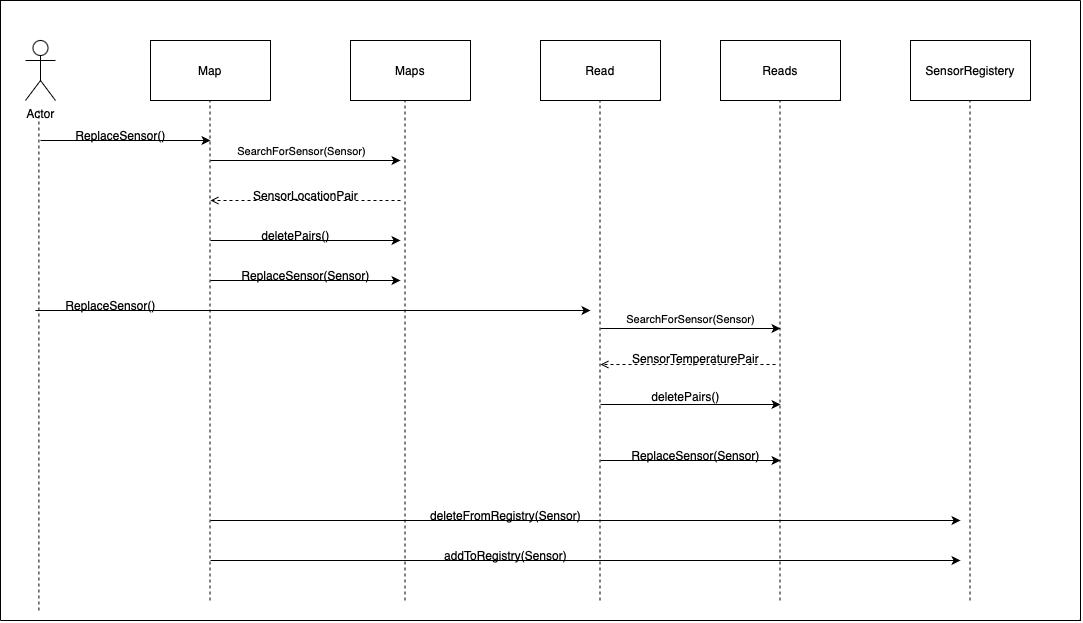 Map
Maps
Read
Reads
SensorRegistery
Actor
ReplaceSensor()
SearchForSensor(Sensor)
SensorLocationPair
deletePairs()
ReplaceSensor(Sensor)
ReplaceSensor()
SearchForSensor(Sensor)
SensorTemperaturePair
deletePairs()
ReplaceSensor(Sensor)
deleteFromRegistry(Sensor)
addToRegistry(Sensor)